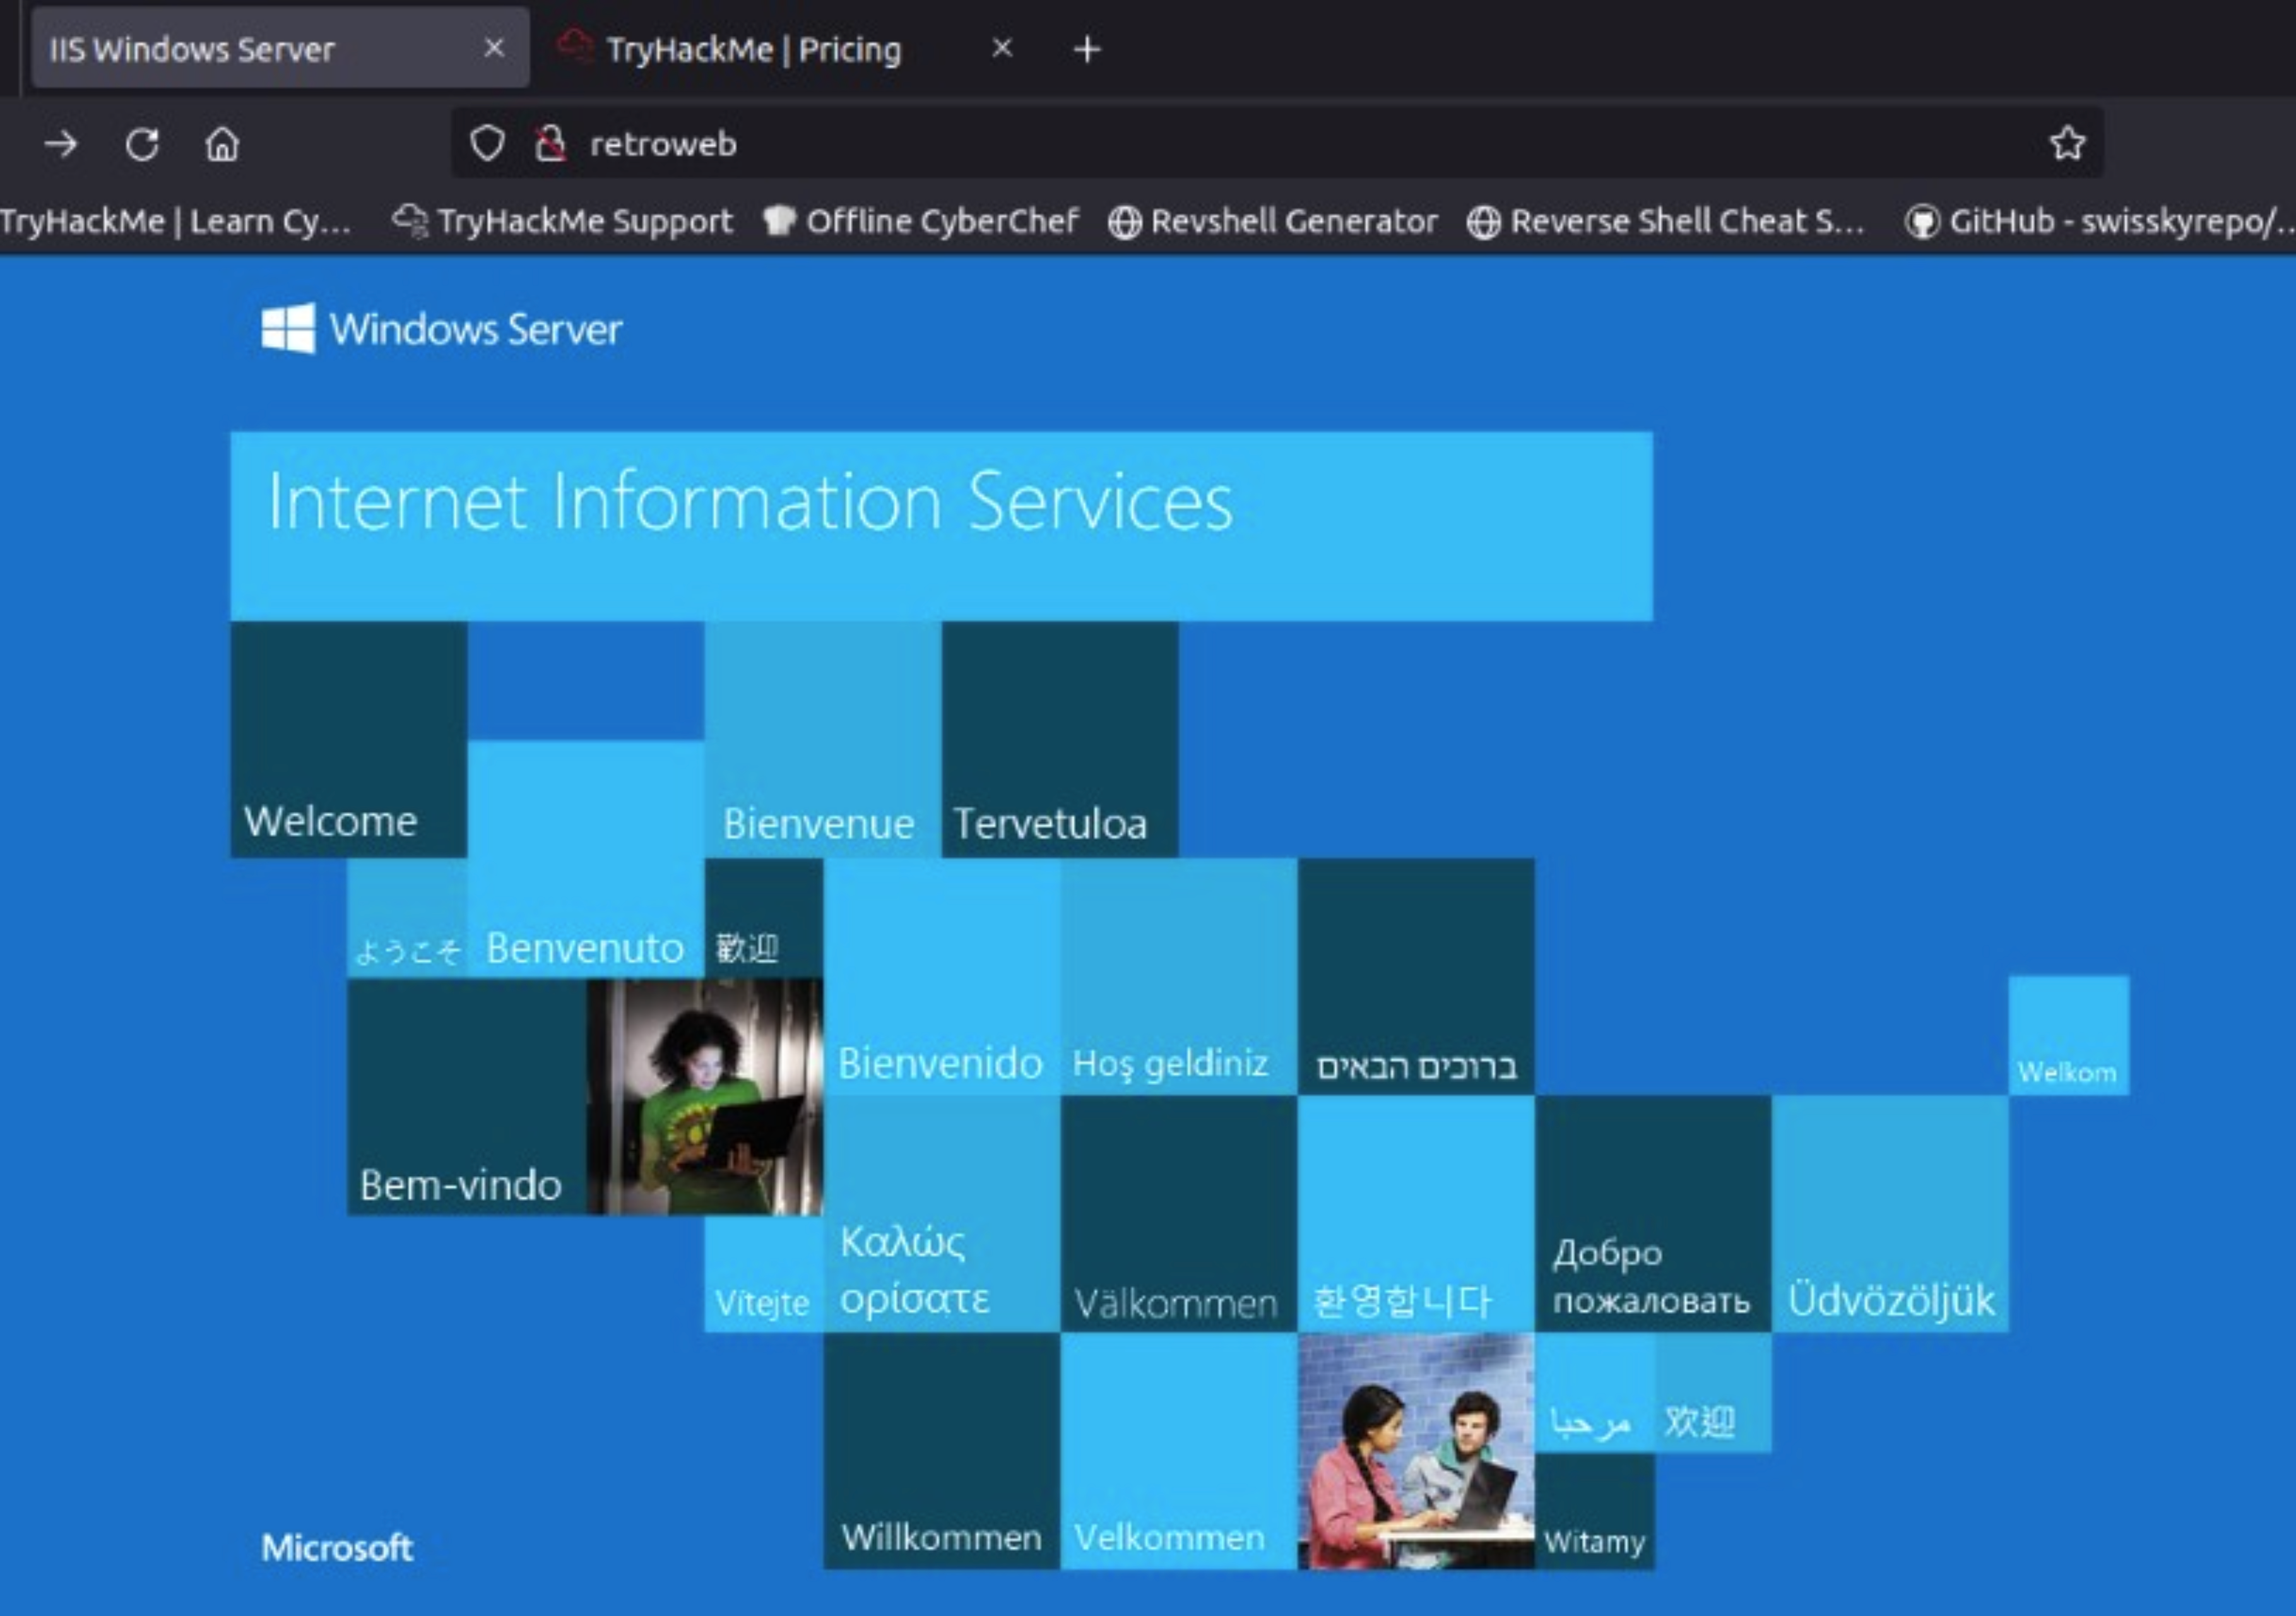 IIS Windows Server
TryHackMe | Pricing
retroweb
TryHackMe | Learn Cy...
TryHackMe Support
Offline CyberChef
Revshell Generator
Reverse Shell Cheat S...
GitHub - swisskyrepo/...
Windows Server
Internet Information Services
Welcome
Bienvenue
Tervetuloa
ようこそ
Benvenuto
歡迎
Bienvenido
Hoş geldiniz
ברוכים הבאים
Welkom
Bem-vindo
Vítejte
Καλώς
ορίσατε
Välkommen
환영합니다
Добро
пожаловать
Üdvözöljük
مرحبا
欢迎
Willkommen
Velkommen
Witamy
Microsoft